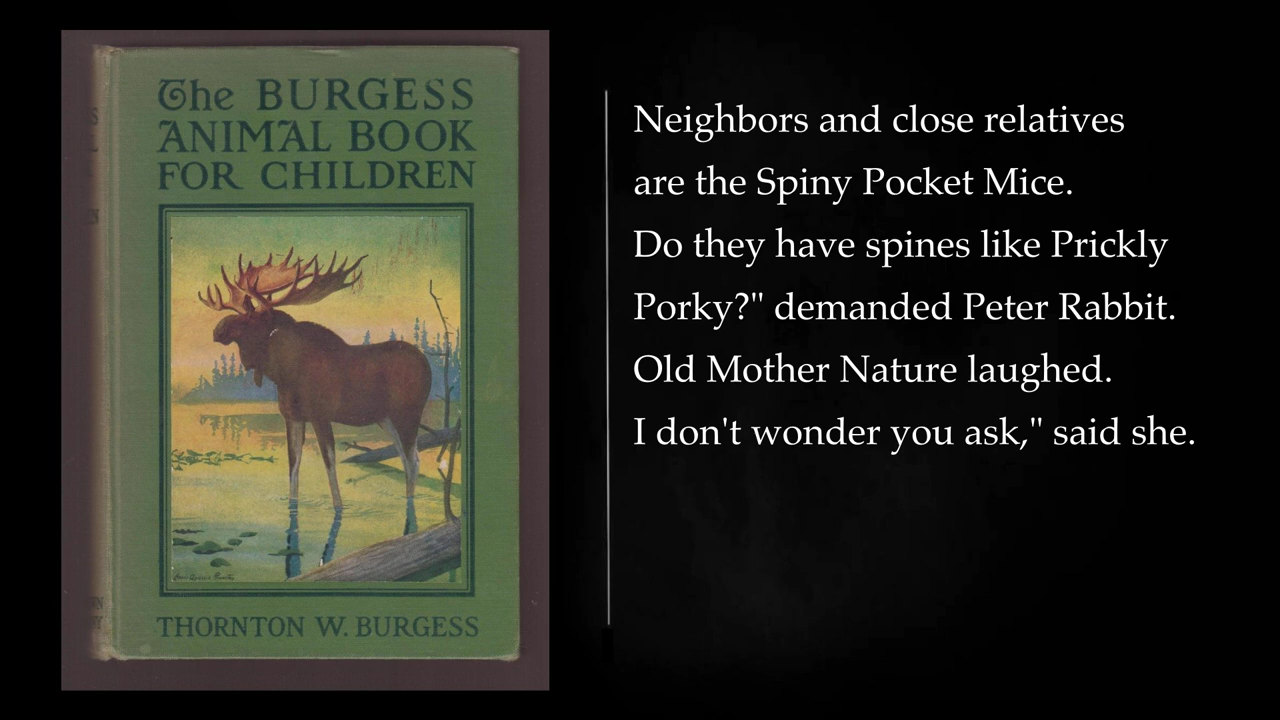 The BURGESS
ANIMAL BOOK
FOR CHILDREN
THORNTON W. BURGESS
Neighbors and close relatives
are the Spiny Pocket Mice.
Do they have spines like Prickly
Porky?" demanded Peter Rabbit.
Old Mother Nature laughed.
I don't wonder you ask," said she.